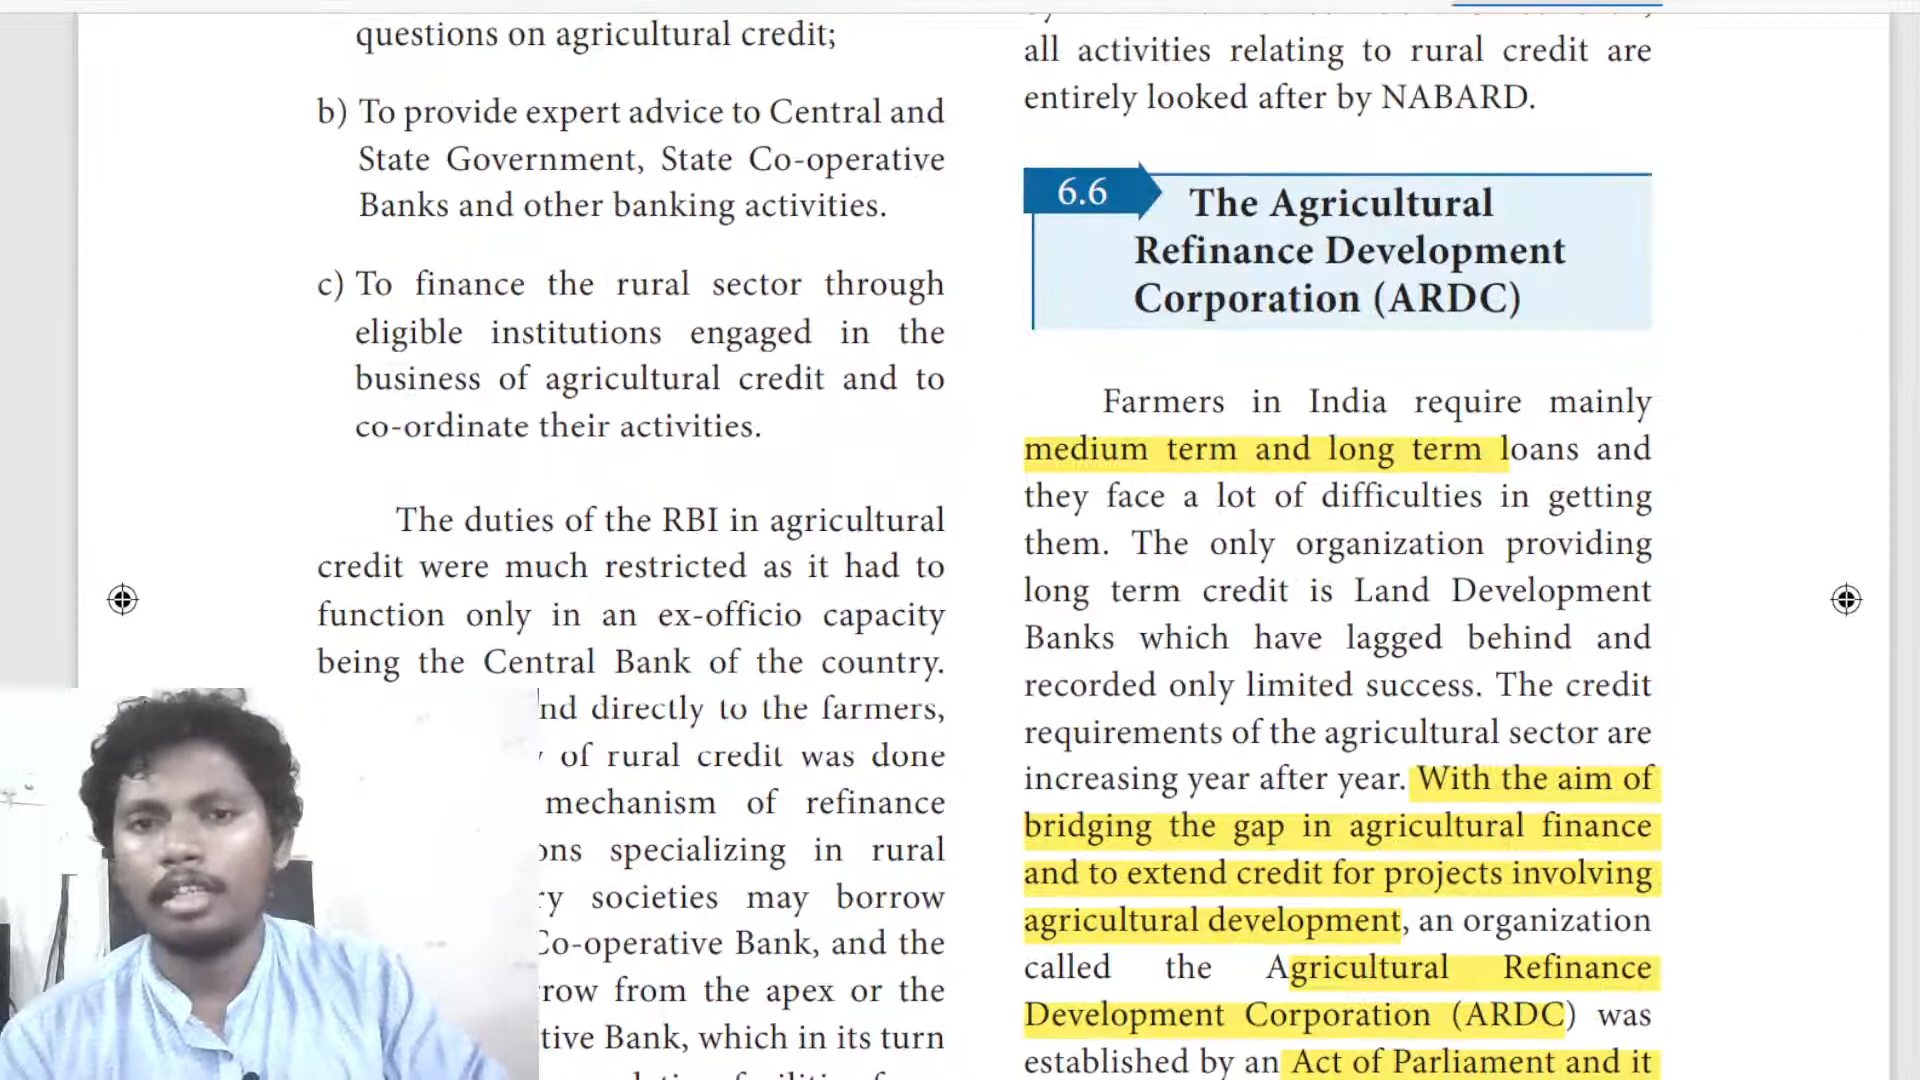 questions on agricultural credit;
b) To provide expert advice to Central and
State Government, State Co-operative
Banks and other banking activities.
c) To finance the rural sector through
eligible institutions engaged in the
business of agricultural credit and to
co-ordinate their activities.
The duties of the RBI in agricultural
credit were much restricted as it had to
function only in an ex-officio capacity
being the Central Bank of the country.
directly to the farmers,
of rural credit was done
mechanism of refinance
specializing in rural
societies may borrow
Co-operative Bank, and the
from the apex or the
Bank, which in its turn
all activities relating to rural credit are
entirely looked after by NABARD.
6.6 The Agricultural
Refinance Development
Corporation (ARDC)
Farmers in India require mainly
medium term and long term loans and
they face a lot of difficulties in getting
them. The only organization providing
long term credit is Land Development
Banks which have lagged behind and
recorded only limited success. The credit
requirements of the agricultural sector are
increasing year after year. With the aim of
bridging the gap in agricultural finance
and to extend credit for projects involving
agricultural development, an organization
called the Agricultural Refinance
Development Corporation (ARDC) was
established by an Act of Parliament and it